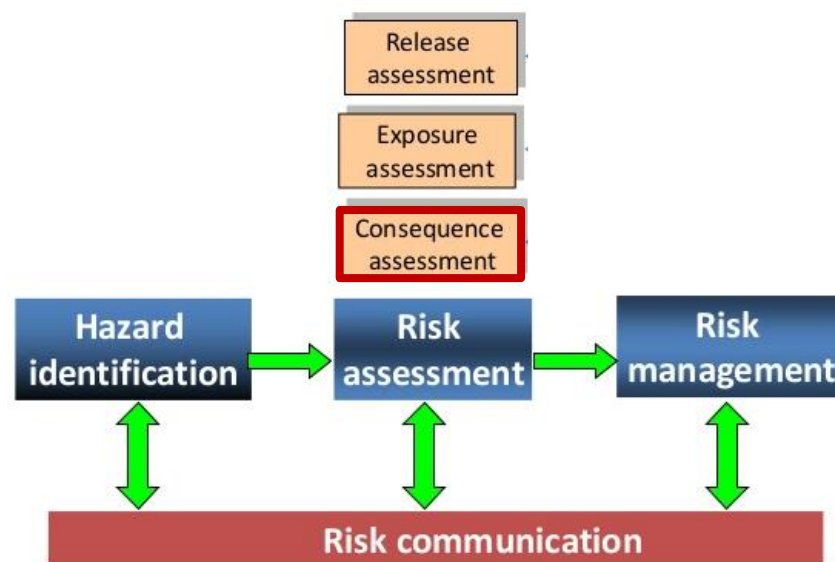 Release
assessment
Exposure
assessment
Consequence
assessment
Hazard
identification
Risk
assessment
Risk
management
Risk communication